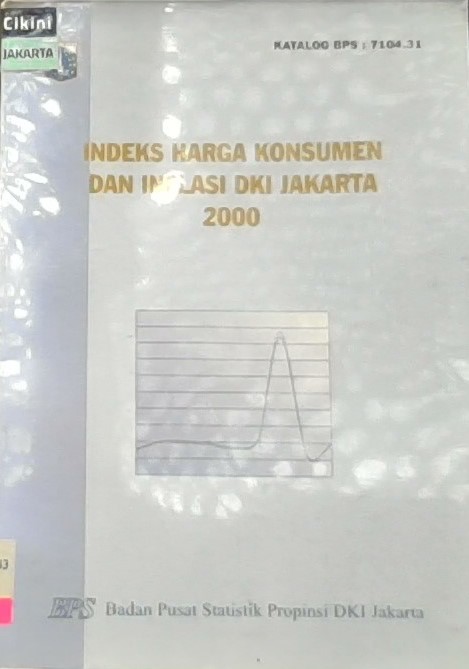 Cikini
JAKARTA
KATALOG BPS : 7104.31
INDEKS HARGA KONSUMEN
DAN INFLASI DKI JAKARTA
2000
BPS Badan Pusat Statistik Propinsi DKI Jakarta